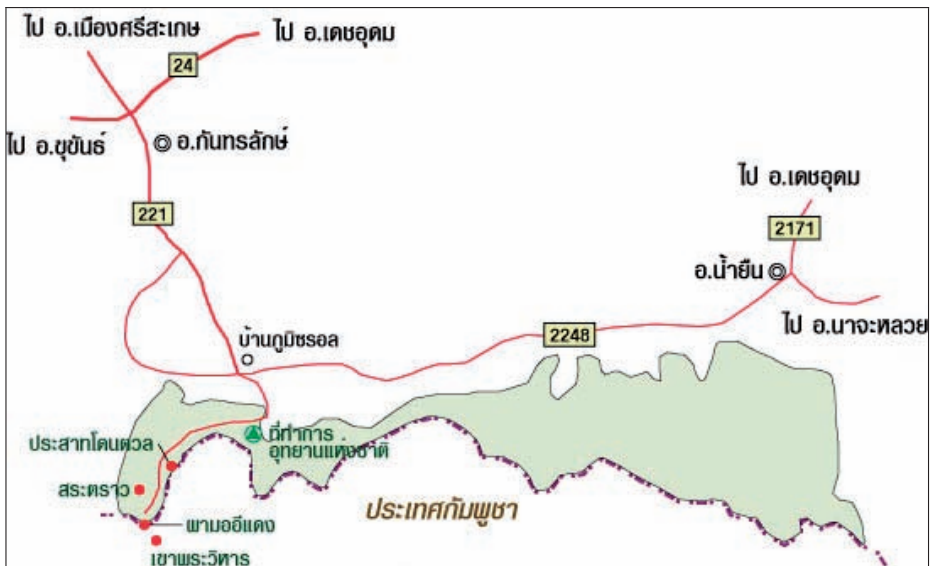 ไป อ.เมืองศรีสะเกษ
ไป อ.เดชอุดม
24
ไป อ.ขุขันธ์
อ.กันทรลักษ์
ไป อ.เดชอุดม
221
2171
อ.น้ำยืน
ไป อ.นาจะหลวย
บ้านภูมิซรอล
2248
ที่ทำการ
อุทยานแห่งชาติ
ประสาทโดนตวล
สระตราว
ประเทศกัมพูชา
ผามออีแดง
เขาพระวิหาร